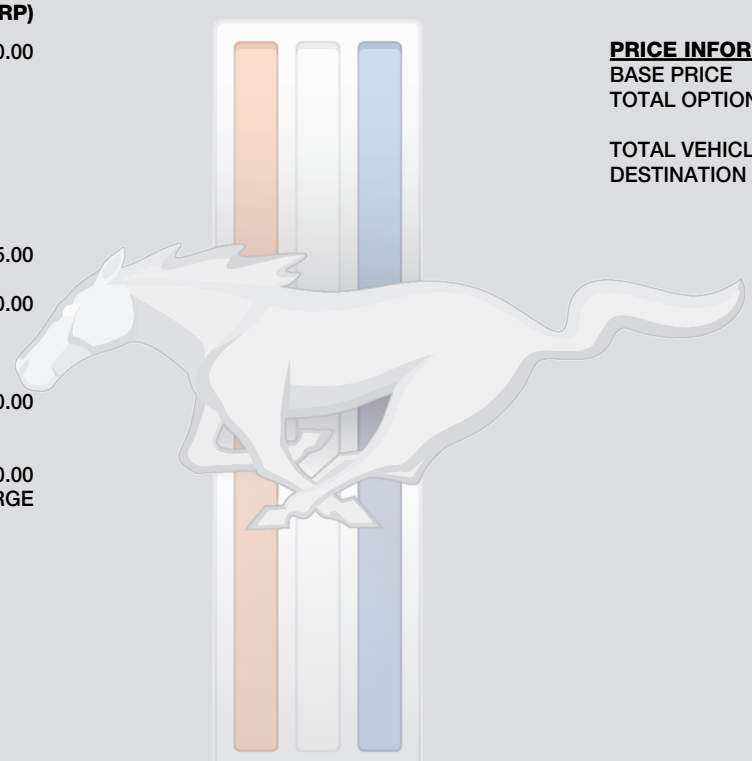 RP)
0.00
5.00
0.00
0.00
0.00
RGE
PRICE INFOR
BASE PRICE
TOTAL OPTION
TOTAL VEHICL
DESTINATION